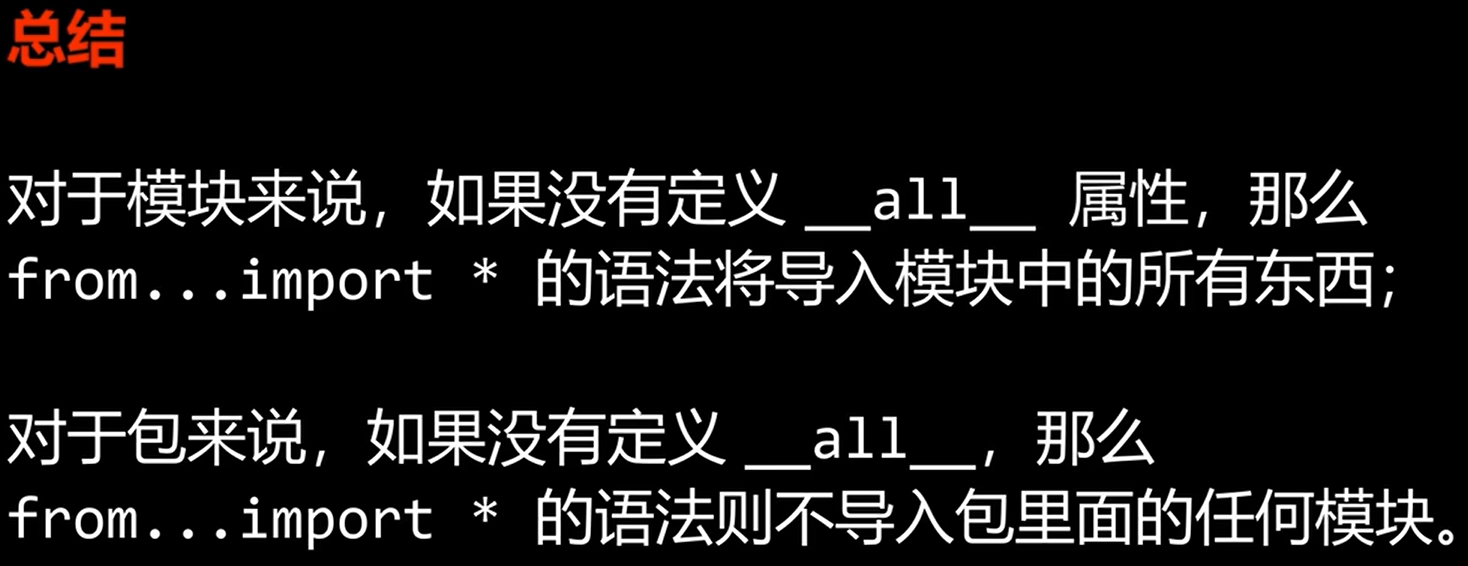 总结
对于模块来说，如果没有定义 __all__ 属性，那么
from...import * 的语法将导入模块中的所有东西；
对于包来说，如果没有定义 __all__，那么
from...import * 的语法则不导入包里面的任何模块。